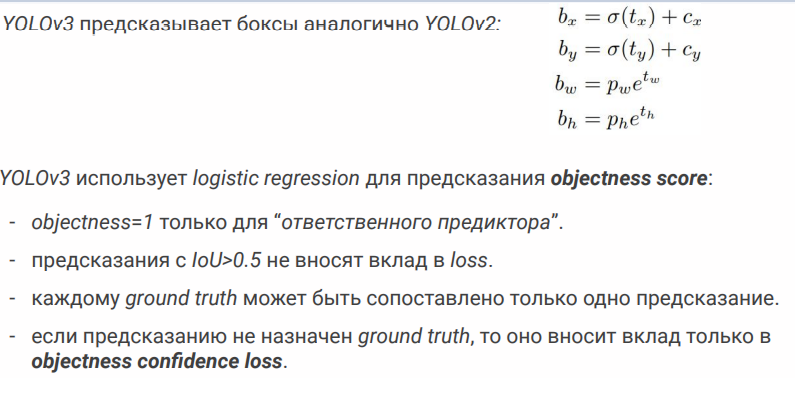 YOLOv3 предсказывает боксы аналогично YOLOv2:
b_x = σ(t_x) + c_x
b_y = σ(t_y) + c_y
b_w = p_w e^{t_w}
b_h = p_h e^{t_h}
YOLOv3 использует logistic regression для предсказания objectness score:
- objectness=1 только для “ответственного предиктора”.
- предсказания с IoU>0.5 не вносят вклад в loss.
- каждому ground truth может быть сопоставлено только одно предсказание.
- если предсказанию не назначен ground truth, то оно вносит вклад только в
objectness confidence loss.